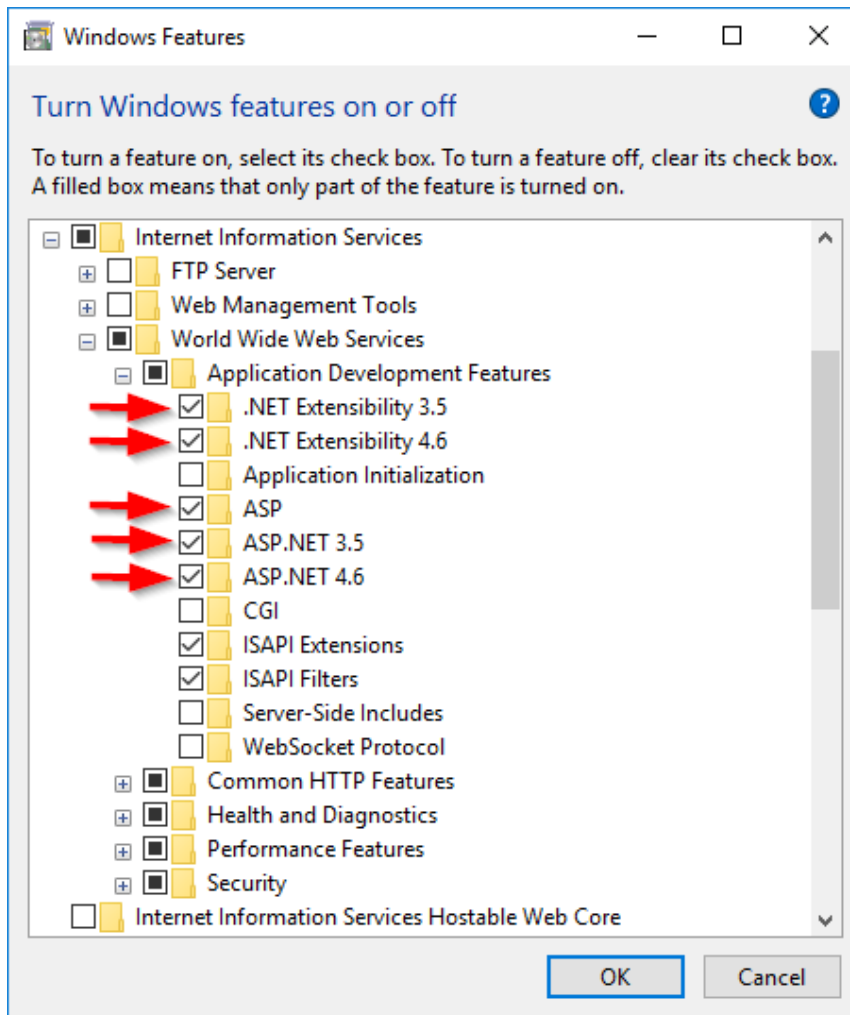 Windows Features
Turn Windows features on or off
To turn a feature on, select its check box. To turn a feature off, clear its check box.
A filled box means that only part of the feature is turned on.
Internet Information Services
FTP Server
Web Management Tools
World Wide Web Services
Application Development Features
.NET Extensibility 3.5
.NET Extensibility 4.6
Application Initialization
ASP
ASP.NET 3.5
ASP.NET 4.6
CGI
ISAPI Extensions
ISAPI Filters
Server-Side Includes
WebSocket Protocol
Common HTTP Features
Health and Diagnostics
Performance Features
Security
Internet Information Services Hostable Web Core
OK Cancel